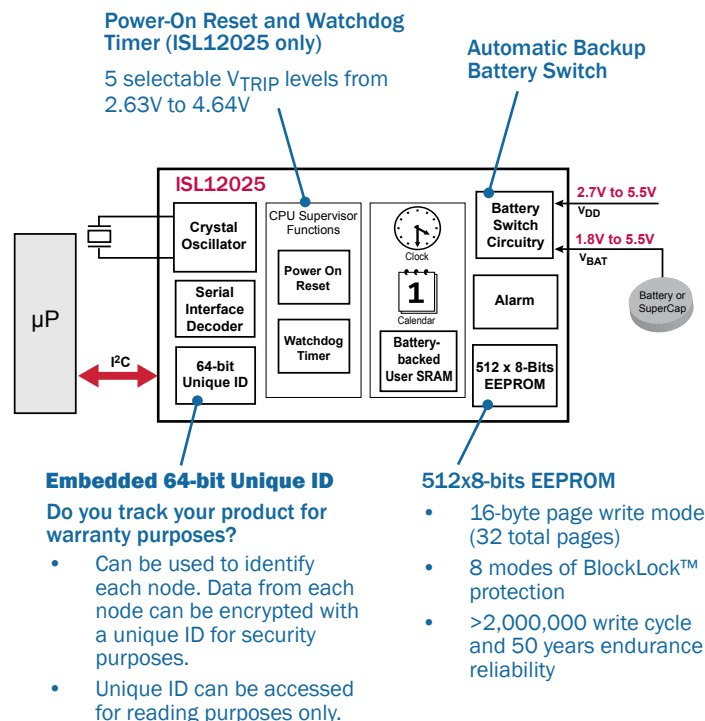 Power-On Reset and Watchdog
Timer (ISL12025 only)
5 selectable VTRIP levels from
2.63V to 4.64V
Automatic Backup
Battery Switch
ISL12025
Crystal
Oscillator
Serial
Interface
Decoder
64-bit
Unique ID
CPU Supervisor
Functions
Power On
Reset
Watchdog
Timer
Clock
1
Calendar
Battery-
backed
User SRAM
Battery
Switch
Circuitry
Alarm
512 x 8-Bits
EEPROM
2.7V to 5.5V
VDD
1.8V to 5.5V
VBAT
Battery or
SuperCap
µP
I²C
Embedded 64-bit Unique ID
Do you track your product for
warranty purposes?
• Can be used to identify
each node. Data from each
node can be encrypted with
a unique ID for security
purposes.
• Unique ID can be accessed
for reading purposes only.
512x8-bits EEPROM
• 16-byte page write mode
(32 total pages)
• 8 modes of BlockLock™
protection
• >2,000,000 write cycle
and 50 years endurance
reliability